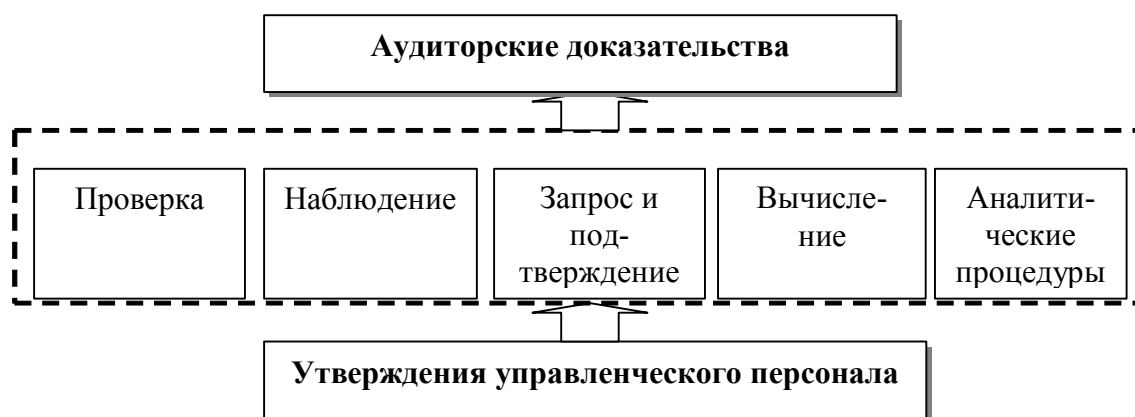 Аудиторские доказательства
Проверка
Наблюдение
Запрос и
под-
тверждение
Вычисле-
ние
Аналити-
ческие
процедуры
Утверждения управленческого персонала